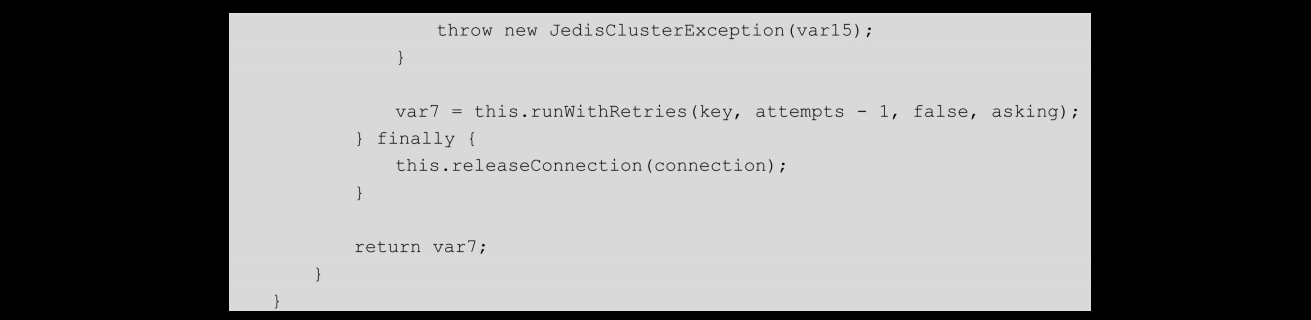 throw new JedisClusterException(var15);
}
var7 = this.runWithRetries(key, attempts - 1, false, asking);
} finally {
this.releaseConnection(connection);
}
return var7;
}
}